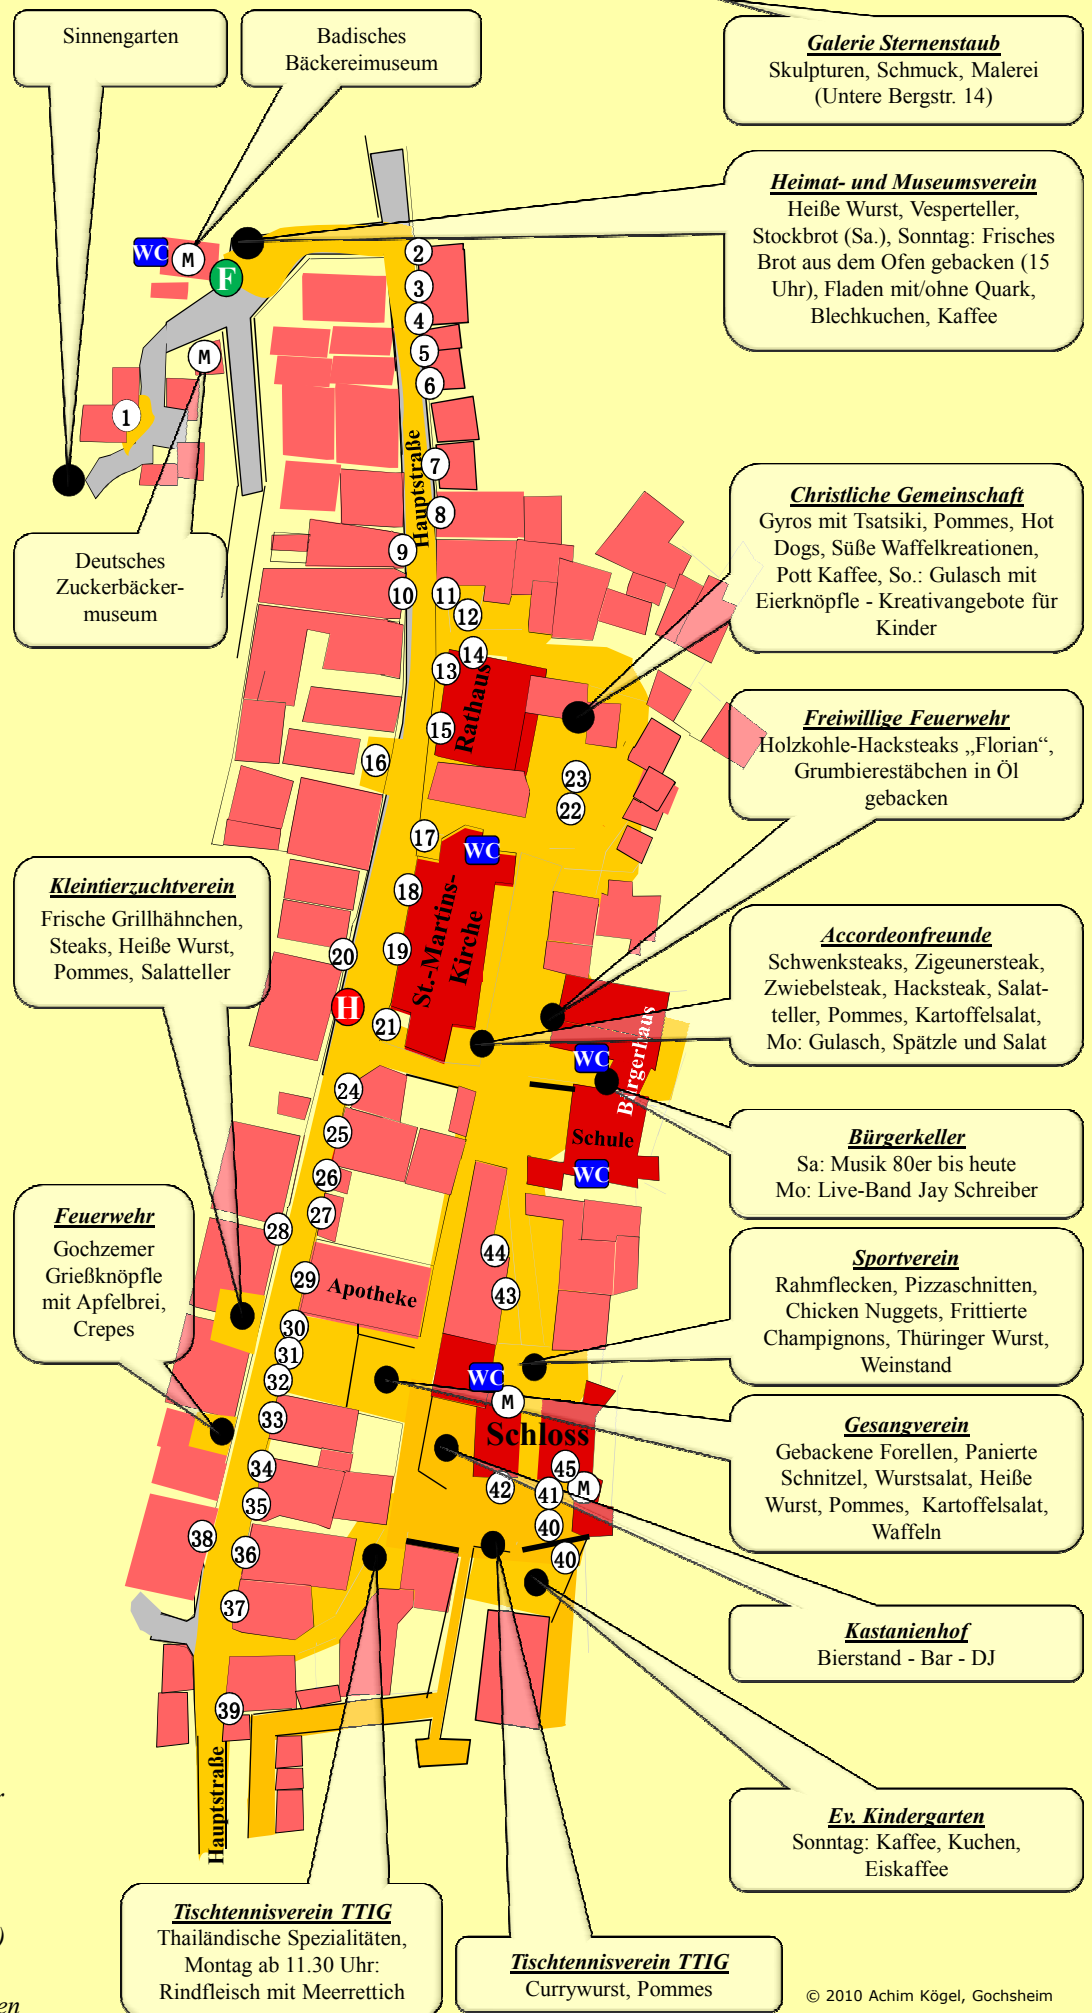 Sinnengarten
Badisches
Bäckereimuseum
Galerie Sternenstaub
Skulpturen, Schmuck, Malerei
(Untere Bergstr. 14)
Heimat- und Museumsverein
Heiße Wurst, Vesperteller,
Stockbrot (Sa.), Sonntag: Frisches
Brot aus dem Ofen gebacken (15
Uhr), Fladen mit/ohne Quark,
Blechkuchen, Kaffee
WC
M
F
2
3
4
5
6
M
1
Hauptstraße
7
8
9
10
11
12
Deutsches
Zuckerbäcker-
museum
Christliche Gemeinschaft
Gyros mit Tsatsiki, Pommes, Hot
Dogs, Süße Waffelkreationen,
Pott Kaffee, So.: Gulasch mit
Eierknöpfle - Kreativangebote für
Kinder
13
14
Rathaus
15
16
23
22
Freiwillige Feuerwehr
Holzkohle-Hacksteaks „Florian“,
Grumbierestäbchen in Öl
gebacken
17
WC
18
St.-Martins-
Kirche
19
20
H
21
Kleintierzuchtverein
Frische Grillhähnchen,
Steaks, Heiße Wurst,
Pommes, Salatteller
Accordeonfreunde
Schwenksteaks, Zigeunersteak,
Zwiebelsteak, Hacksteak, Salat-
teller, Pommes, Kartoffelsalat,
Mo: Gulasch, Spätzle und Salat
Bürgerhaus
WC
Schule
WC
24
25
26
27
28
Bürgerkeller
Sa: Musik 80er bis heute
Mo: Live-Band Jay Schreiber
Feuerwehr
Gochzemer
Grießknöpfle
mit Apfelbrei,
Crepes
29
Apotheke
44
43
30
31
32
33
Sportverein
Rahmflecken, Pizzaschnitten,
Chicken Nuggets, Frittierte
Champignons, Thüringer Wurst,
Weinstand
WC
M
Schloss
Gesangverein
Gebackene Forellen, Panierte
Schnitzel, Wurstsalat, Heiße
Wurst, Pommes, Kartoffelsalat,
Waffeln
34
35
36
38
37
45
M
42
41
40
40
Kastanienhof
Bierstand - Bar - DJ
39
Hauptstraße
Ev. Kindergarten
Sonntag: Kaffee, Kuchen,
Eiskaffee
Tischtennisverein TTIG
Thailändische Spezialitäten,
Montag ab 11.30 Uhr:
Rindfleisch mit Meerrettich
Tischtennisverein TTIG
Currywurst, Pommes
r
)
en
© 2010 Achim Kögel, Gochsheim